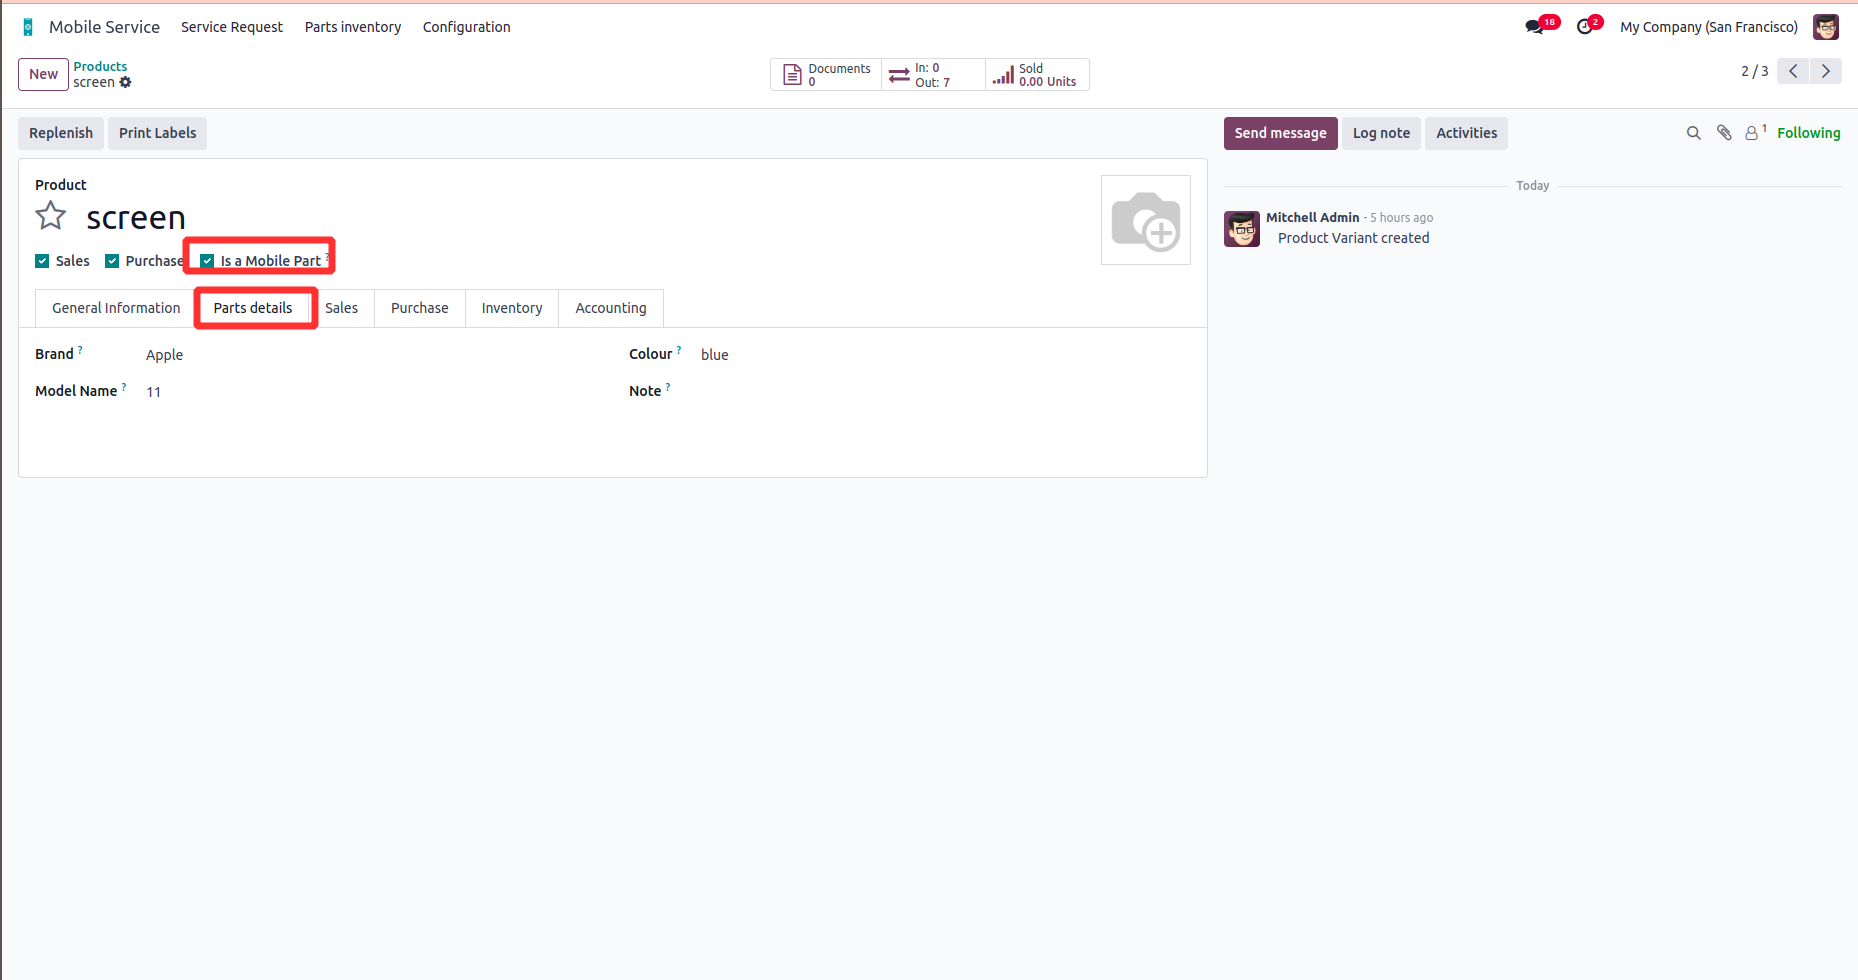 Mobile Service Service Request Parts inventory Configuration 18 2 My Company (San Francisco)
New Products
screen
Documents
0
In: 0
Out: 7
Sold
0.00 Units
2 / 3
Replenish Print Labels
Send message Log note Activities 1 Following
Product
screen
Sales Purchase Is a Mobile Part ?
General Information Parts details Sales Purchase Inventory Accounting
Brand ? Apple
Colour ? blue
Model Name ? 11
Note ?
Today
Mitchell Admin - 5 hours ago
Product Variant created